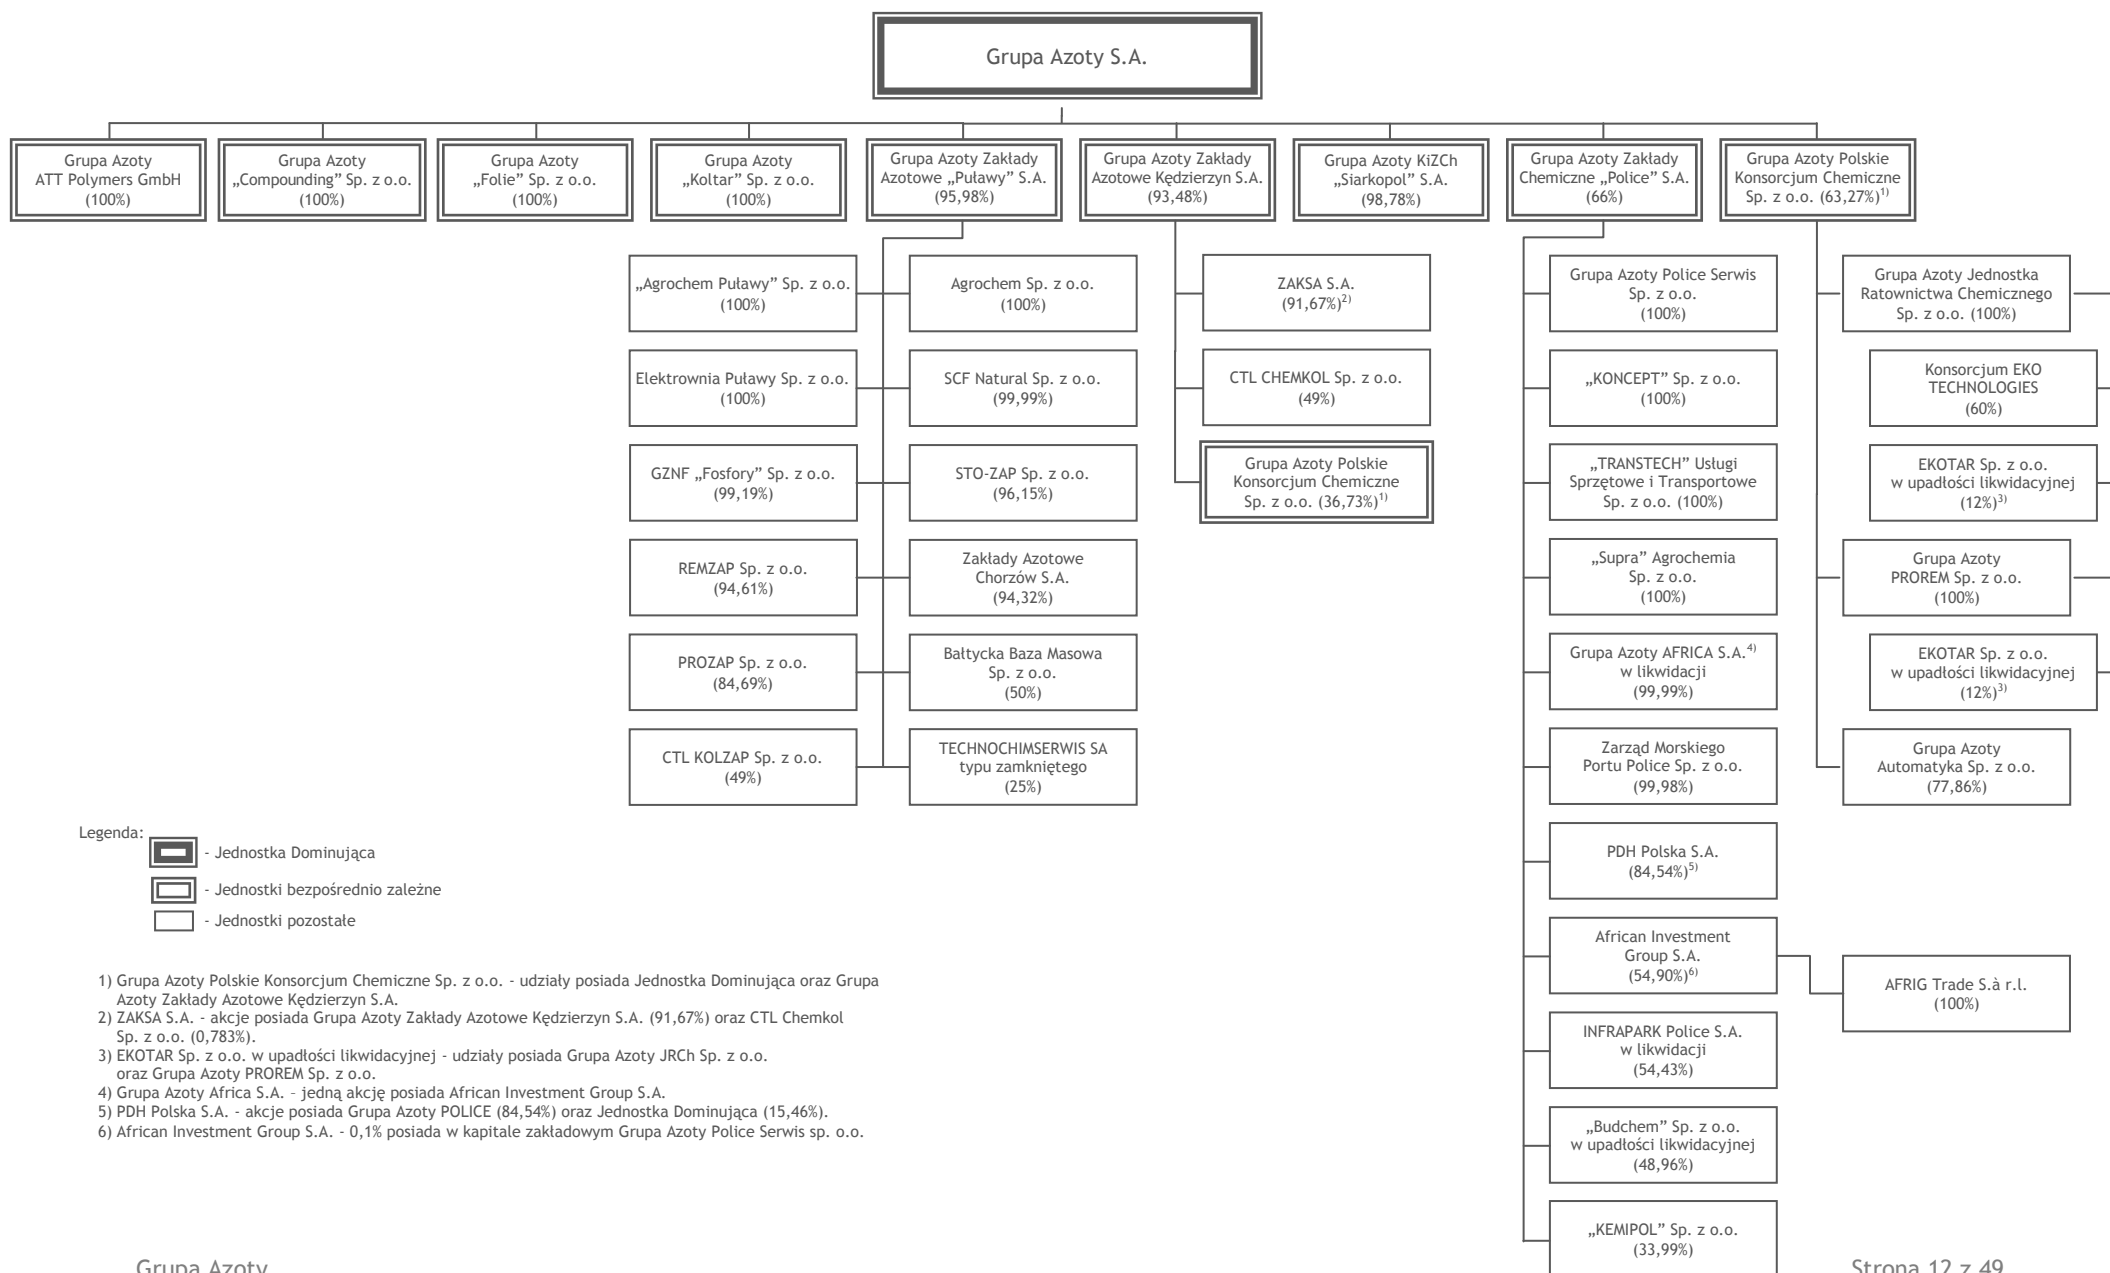 Grupa Azoty S.A.
Grupa Azoty
ATT Polymers GmbH
(100%)
Grupa Azoty
„Compounding” Sp. z o.o.
(100%)
Grupa Azoty
„Folie” Sp. z o.o.
(100%)
Grupa Azoty
„Koltar” Sp. z o.o.
(100%)
Grupa Azoty Zakłady
Azotowe „Puławy” S.A.
(95,98%)
Grupa Azoty Zakłady
Azotowe Kędzierzyn S.A.
(93,48%)
Grupa Azoty KiZCh
„Siarkopol” S.A.
(98,78%)
Grupa Azoty Zakłady
Chemiczne „Police” S.A.
(66%)
Grupa Azoty Polskie
Konsorcjum Chemiczne
Sp. z o.o. (63,27%)1)
„Agrochem Puławy” Sp. z o.o.
(100%)
Elektrownia Puławy Sp. z o.o.
(100%)
GZNF „Fosfory” Sp. z o.o.
(99,19%)
REMZAP Sp. z o.o.
(94,61%)
PROZAP Sp. z o.o.
(84,69%)
CTL KOLZAP Sp. z o.o.
(49%)
Agrochem Sp. z o.o.
(100%)
SCF Natural Sp. z o.o.
(99,99%)
STO-ZAP Sp. z o.o.
(96,15%)
Zakłady Azotowe
Chorzów S.A.
(94,32%)
Bałtycka Baza Masowa
Sp. z o.o.
(50%)
TECHNOCHIMSERWIS SA
typu zamkniętego
(25%)
ZAKSA S.A.
(91,67%)2)
CTL CHEMKOL Sp. z o.o.
(49%)
Grupa Azoty Polskie
Konsorcjum Chemiczne
Sp. z o.o. (36,73%)1)
Grupa Azoty Police Serwis
Sp. z o.o.
(100%)
„KONCEPT” Sp. z o.o.
(100%)
„TRANSTECH” Usługi
Sprzętowe i Transportowe
Sp. z o.o. (100%)
„Supra” Agrochemia
Sp. z o.o.
(100%)
Grupa Azoty AFRICA S.A.4)
w likwidacji
(99,99%)
Zarząd Morskiego
Portu Police Sp. z o.o.
(99,98%)
PDH Polska S.A.
(84,54%)5)
African Investment
Group S.A.
(54,90%)6)
INFRAPARK Police S.A.
w likwidacji
(54,43%)
„Budchem” Sp. z o.o.
w upadłości likwidacyjnej
(48,96%)
„KEMIPOL” Sp. z o.o.
(33,99%)
Grupa Azoty Jednostka
Ratownictwa Chemicznego
Sp. z o.o. (100%)
Konsorcjum EKO
TECHNOLOGIES
(60%)
EKOTAR Sp. z o.o.
w upadłości likwidacyjnej
(12%)3)
Grupa Azoty
PROREM Sp. z o.o.
(100%)
EKOTAR Sp. z o.o.
w upadłości likwidacyjnej
(12%)3)
Grupa Azoty
Automatyka Sp. z o.o.
(77,86%)
AFRIG Trade S.à r.l.
(100%)
Legenda:
- Jednostka Dominująca
- Jednostki bezpośrednio zależne
- Jednostki pozostałe
1) Grupa Azoty Polskie Konsorcjum Chemiczne Sp. z o.o. - udziały posiada Jednostka Dominująca oraz Grupa
Azoty Zakłady Azotowe Kędzierzyn S.A.
2) ZAKSA S.A. - akcje posiada Grupa Azoty Zakłady Azotowe Kędzierzyn S.A. (91,67%) oraz CTL Chemkol
Sp. z o.o. (0,783%).
3) EKOTAR Sp. z o.o. w upadłości likwidacyjnej - udziały posiada Grupa Azoty JRCh Sp. z o.o.
oraz Grupa Azoty PROREM Sp. z o.o.
4) Grupa Azoty Africa S.A. - jedną akcję posiada African Investment Group S.A.
5) PDH Polska S.A. - akcje posiada Grupa Azoty POLICE (84,54%) oraz Jednostka Dominująca (15,46%).
6) African Investment Group S.A. - 0,1% posiada w kapitale zakładowym Grupa Azoty Police Serwis sp. o.o.
Grupa Azoty
Strona 12 z 49